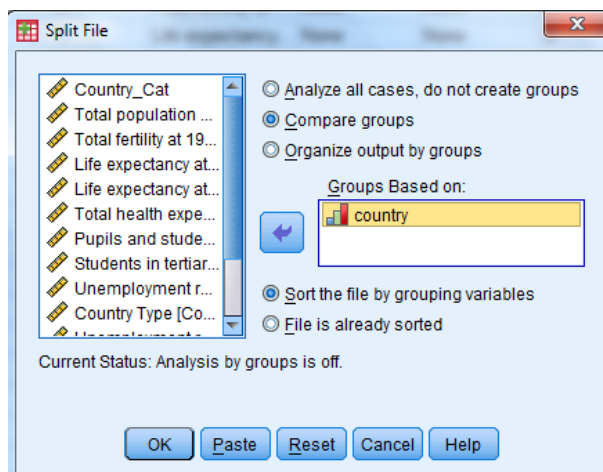 Split File
Country_Cat
Total population ...
Total fertility at 19...
Life expectancy at...
Life expectancy at...
Total health expe...
Pupils and stude...
Students in tertiar...
Unemployment r...
Country Type [Co...
Analyze all cases, do not create groups
Compare groups
Organize output by groups
Groups Based on:
country
Sort the file by grouping variables
File is already sorted
Current Status: Analysis by groups is off.
OK Paste Reset Cancel Help